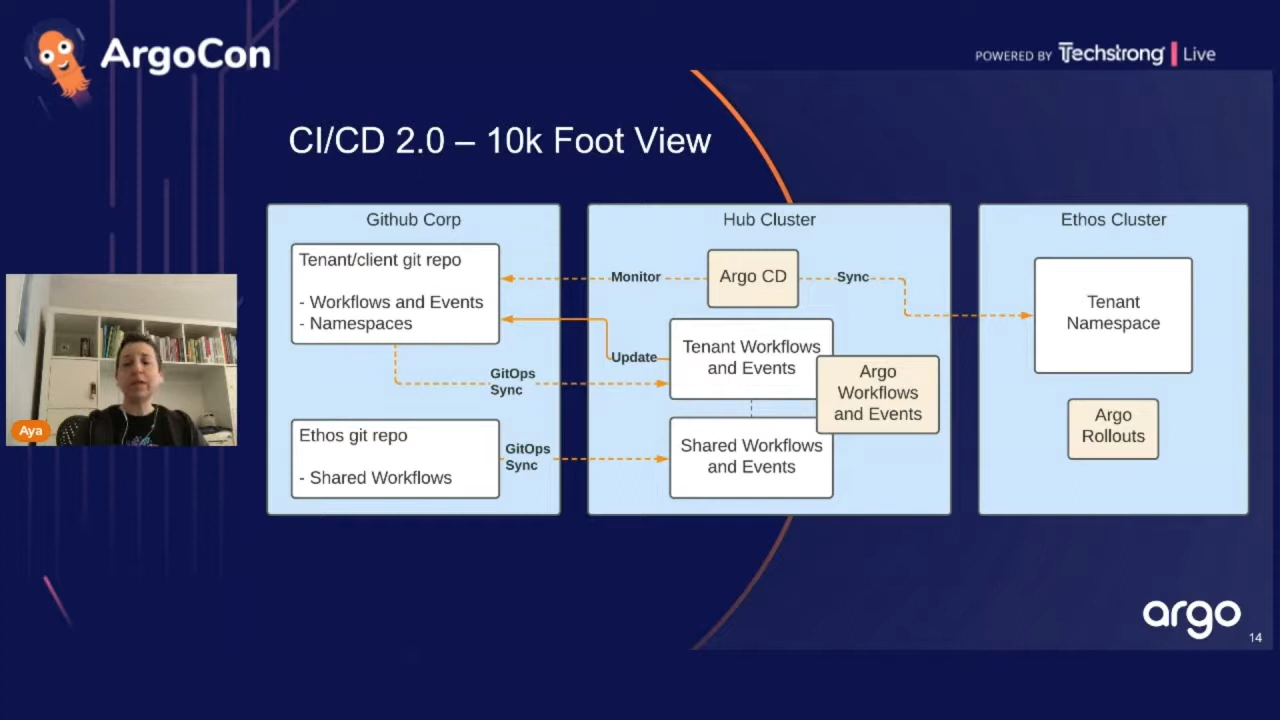 ArgoCon
POWERED BY Techstrong | Live
CI/CD 2.0 – 10k Foot View
Github Corp
Tenant/client git repo
- Workflows and Events
- Namespaces
GitOps
Sync
Ethos git repo
- Shared Workflows
GitOps
Sync
Hub Cluster
Monitor
Argo CD
Sync
Update
Tenant Workflows
and Events
Argo
Workflows
and Events
Shared Workflows
and Events
Ethos Cluster
Tenant
Namespace
Argo
Rollouts
Aya
argo
14